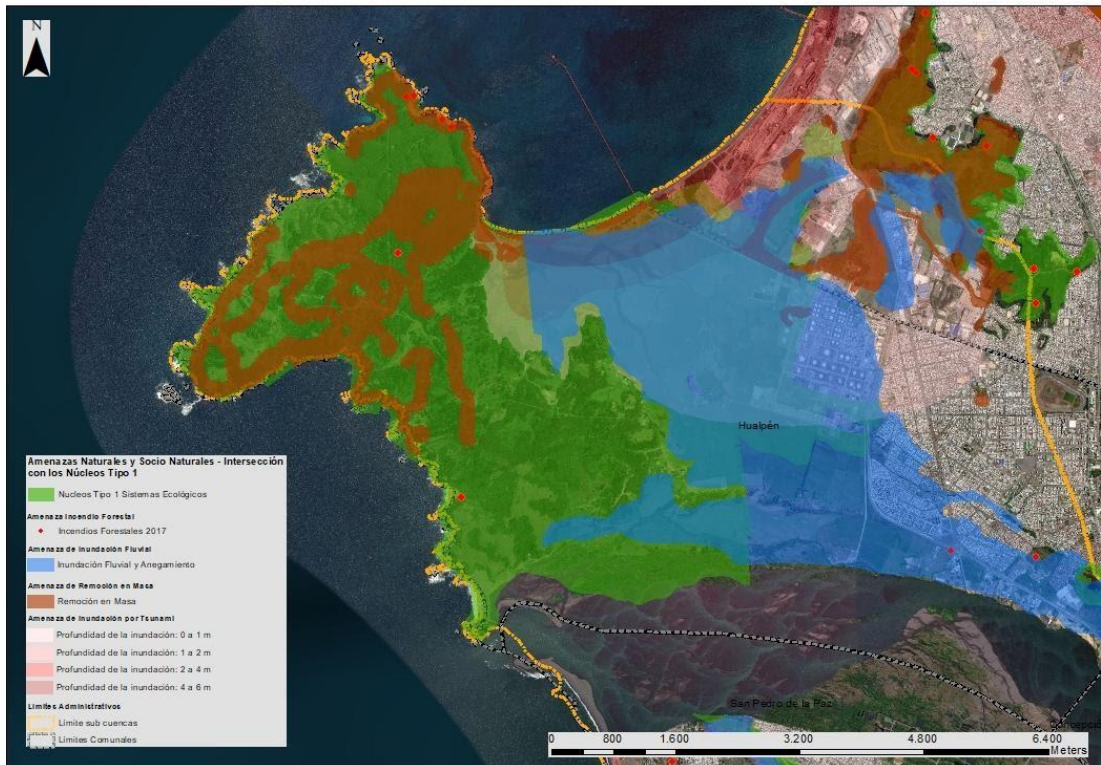 N
Hualpén
San Pedro de la Paz
Amenazas Naturales y Socio Naturales - Intersección
con los Núcleos Tipo 1
Nucleos Tipo 1 Sistemas Ecológicos
Amenaza Incendio Forestal
Incendios Forestales 2017
Amenaza de Inundación Fluvial
Inundación Fluvial y Anegamiento
Amenaza de Remoción en Masa
Remoción en Masa
Amenaza de Inundación por Tsunami
Profundidad de la inundación: 0 a 1 m
Profundidad de la inundación: 1 a 2 m
Profundidad de la inundación: 2 a 4 m
Profundidad de la inundación: 4 a 6 m
Límites Administrativos
Límite sub cuencas
Límites Comunales
0 800 1.600 3.200 4.800 6.400
Meters